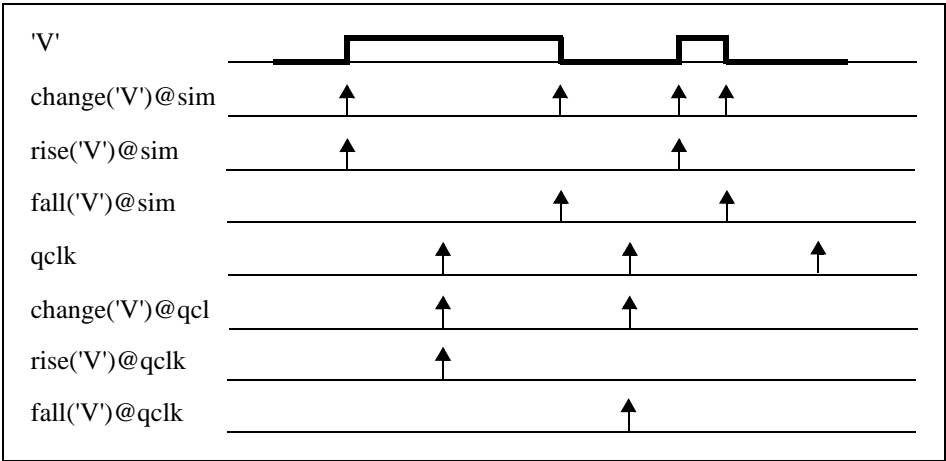 'V'
change('V')@sim
rise('V')@sim
fall('V')@sim
qclk
change('V')@qcl
rise('V')@qclk
fall('V')@qclk